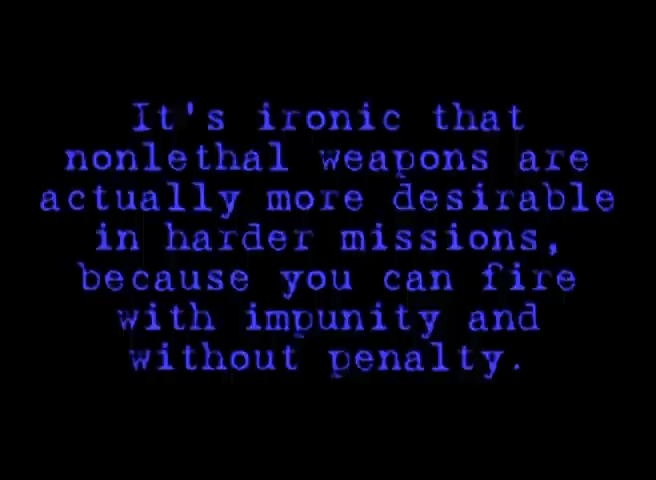 It's ironic that
nonlethal weapons are
actually more desirable
in harder missions,
because you can fire
with impunity and
without penalty.